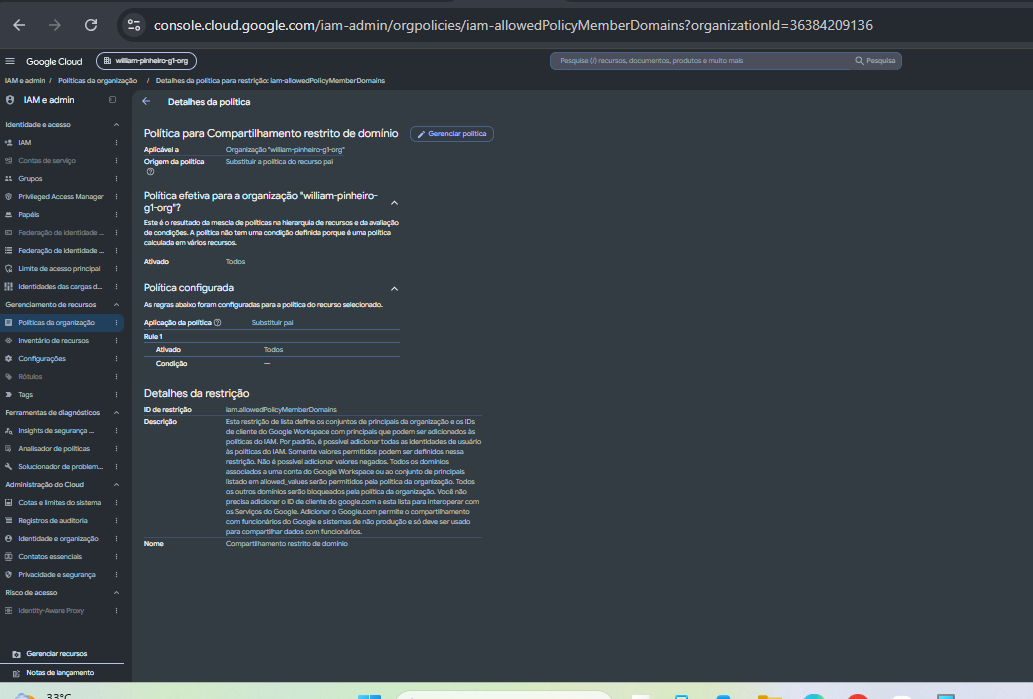 console.cloud.google.com/iam-admin/orgpolicies/iam-allowedPolicyMemberDomains?organizationId=36384209136
Google Cloud
william-pinheiro-g1-org
Pesquise (/) recursos, documentos, produtos e muito mais
Pesquisa
IAM e admin / Políticas da organização / Detalhes da política para restrição: iam-allowedPolicyMemberDomains
IAM e admin
Identidade e acesso
IAM
Contas de serviço
Grupos
Privileged Access Manager
Papéis
Federação de identidade ...
Federação de identidade ...
Limite de acesso principal
Identidades das cargas d...
Gerenciamento de recursos
Políticas da organização
Inventário de recursos
Configurações
Rótulos
Tags
Ferramentas de diagnósticos
Insights de segurança ...
Analisador de políticas
Solucionador de problem...
Administração do Cloud
Cotas e limites do sistema
Registros de auditoria
Identidade e organização
Contatos essenciais
Privacidade e segurança
Risco de acesso
Identity-Aware Proxy
Gerenciar recursos
Notas de lançamento
Detalhes da política
Política para Compartilhamento restrito de domínio
Gerenciar política
Aplicável a Organização "william-pinheiro-g1-org"
Origem da política Substituir a política do recurso pai
Política efetiva para a organização "william-pinheiro-
g1-org"?
Este é o resultado da mescla de políticas na hierarquia de recursos e da avaliação
de condições. A política não tem uma condição definida porque é uma política
calculada em vários recursos.
Ativado Todos
Política configurada
As regras abaixo foram configuradas para a política do recurso selecionado.
Aplicação da política Substituir pai
Rule 1
Ativado Todos
Condição —
Detalhes da restrição
ID de restrição iam.allowedPolicyMemberDomains
Descrição Esta restrição de lista define os conjuntos de principais da organização e os IDs
de cliente do Google Workspace com principais que podem ser adicionados às
políticas do IAM. Por padrão, é possível adicionar todas as identidades de usuário
às políticas do IAM. Somente valores permitidos podem ser definidos nessa
restrição. Não é possível adicionar valores negados. Todos os domínios
associados a uma conta do Google Workspace ou ao conjunto de principais
listado em allowed_values serão permitidos pela política da organização. Todos
os outros domínios serão bloqueados pela política da organização. Você não
precisa adicionar o ID de cliente do google.com a esta lista para interoperar com
os Serviços do Google. Adicionar o Google.com permite o compartilhamento
com funcionários do Google e sistemas de não produção e só deve ser usado
para compartilhar dados com funcionários.
Nome Compartilhamento restrito de domínio
33°C